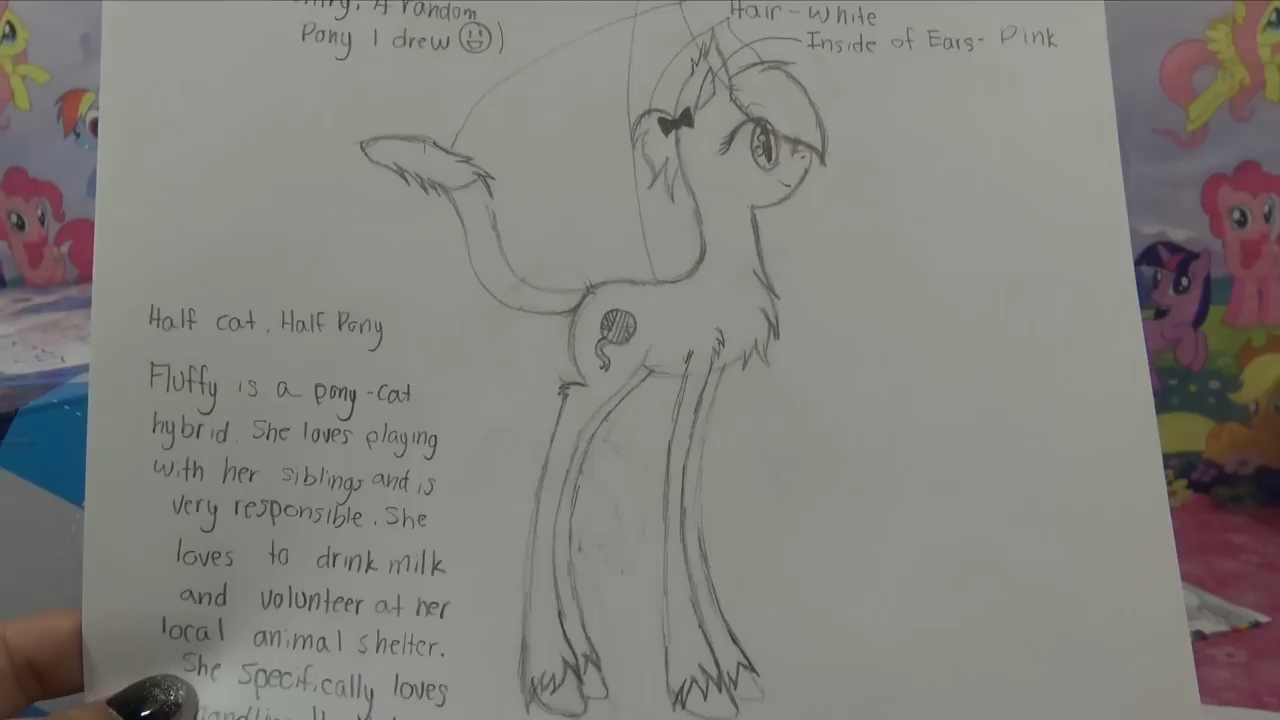 A random
Pony I drew
Hair - White
Inside of Ears - Pink
Half cat, Half Pony
Fluffy is a pony-cat
hybrid. She loves playing
with her siblings and is
very responsible. She
loves to drink milk
and volunteer at her
local animal shelter.
She specifically loves